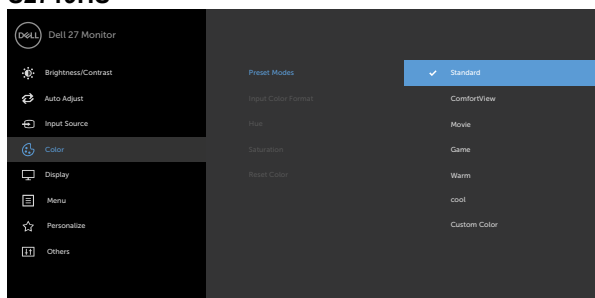 DELL Dell 27 Monitor
Brightness/Contrast Preset Modes Standard
Auto Adjust Input Color Format ComfortView
Input Source Hue Movie
Color Saturation Game
Display Reset Color Warm
Menu cool
Personalize Custom Color
Others